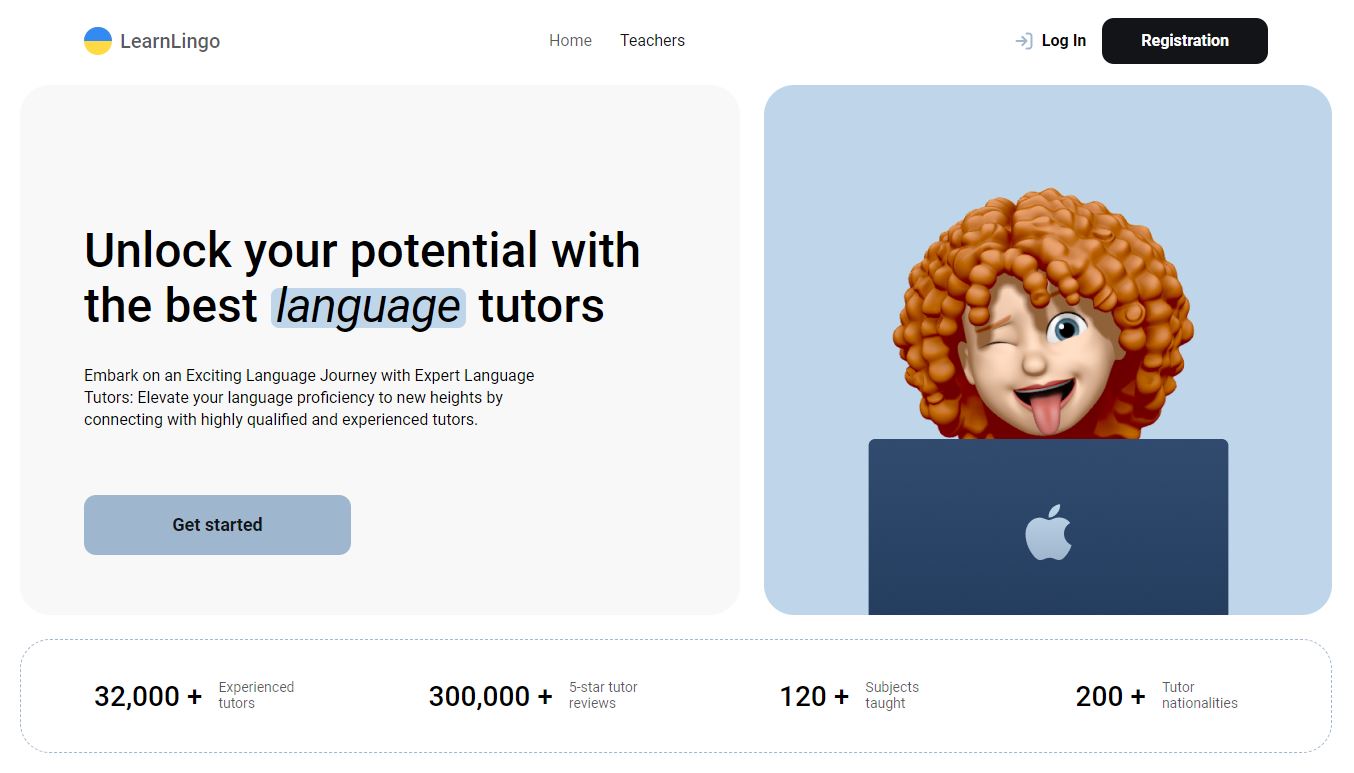 LearnLingo
Home
Teachers
Log In
Registration
Unlock your potential with
the best language tutors
Embark on an Exciting Language Journey with Expert Language
Tutors: Elevate your language proficiency to new heights by
connecting with highly qualified and experienced tutors.
Get started
32,000 +
Experienced
tutors
300,000 +
5-star tutor
reviews
120 +
Subjects
taught
200 +
Tutor
nationalities